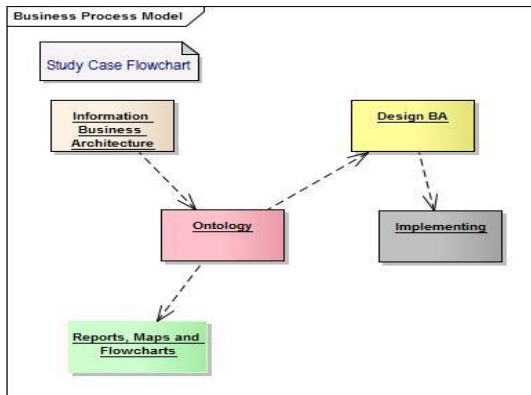 Business Process Model
Study Case Flowchart
Information
Business
Architecture
Design BA
Ontology
Implementing
Reports, Maps and
Flowcharts